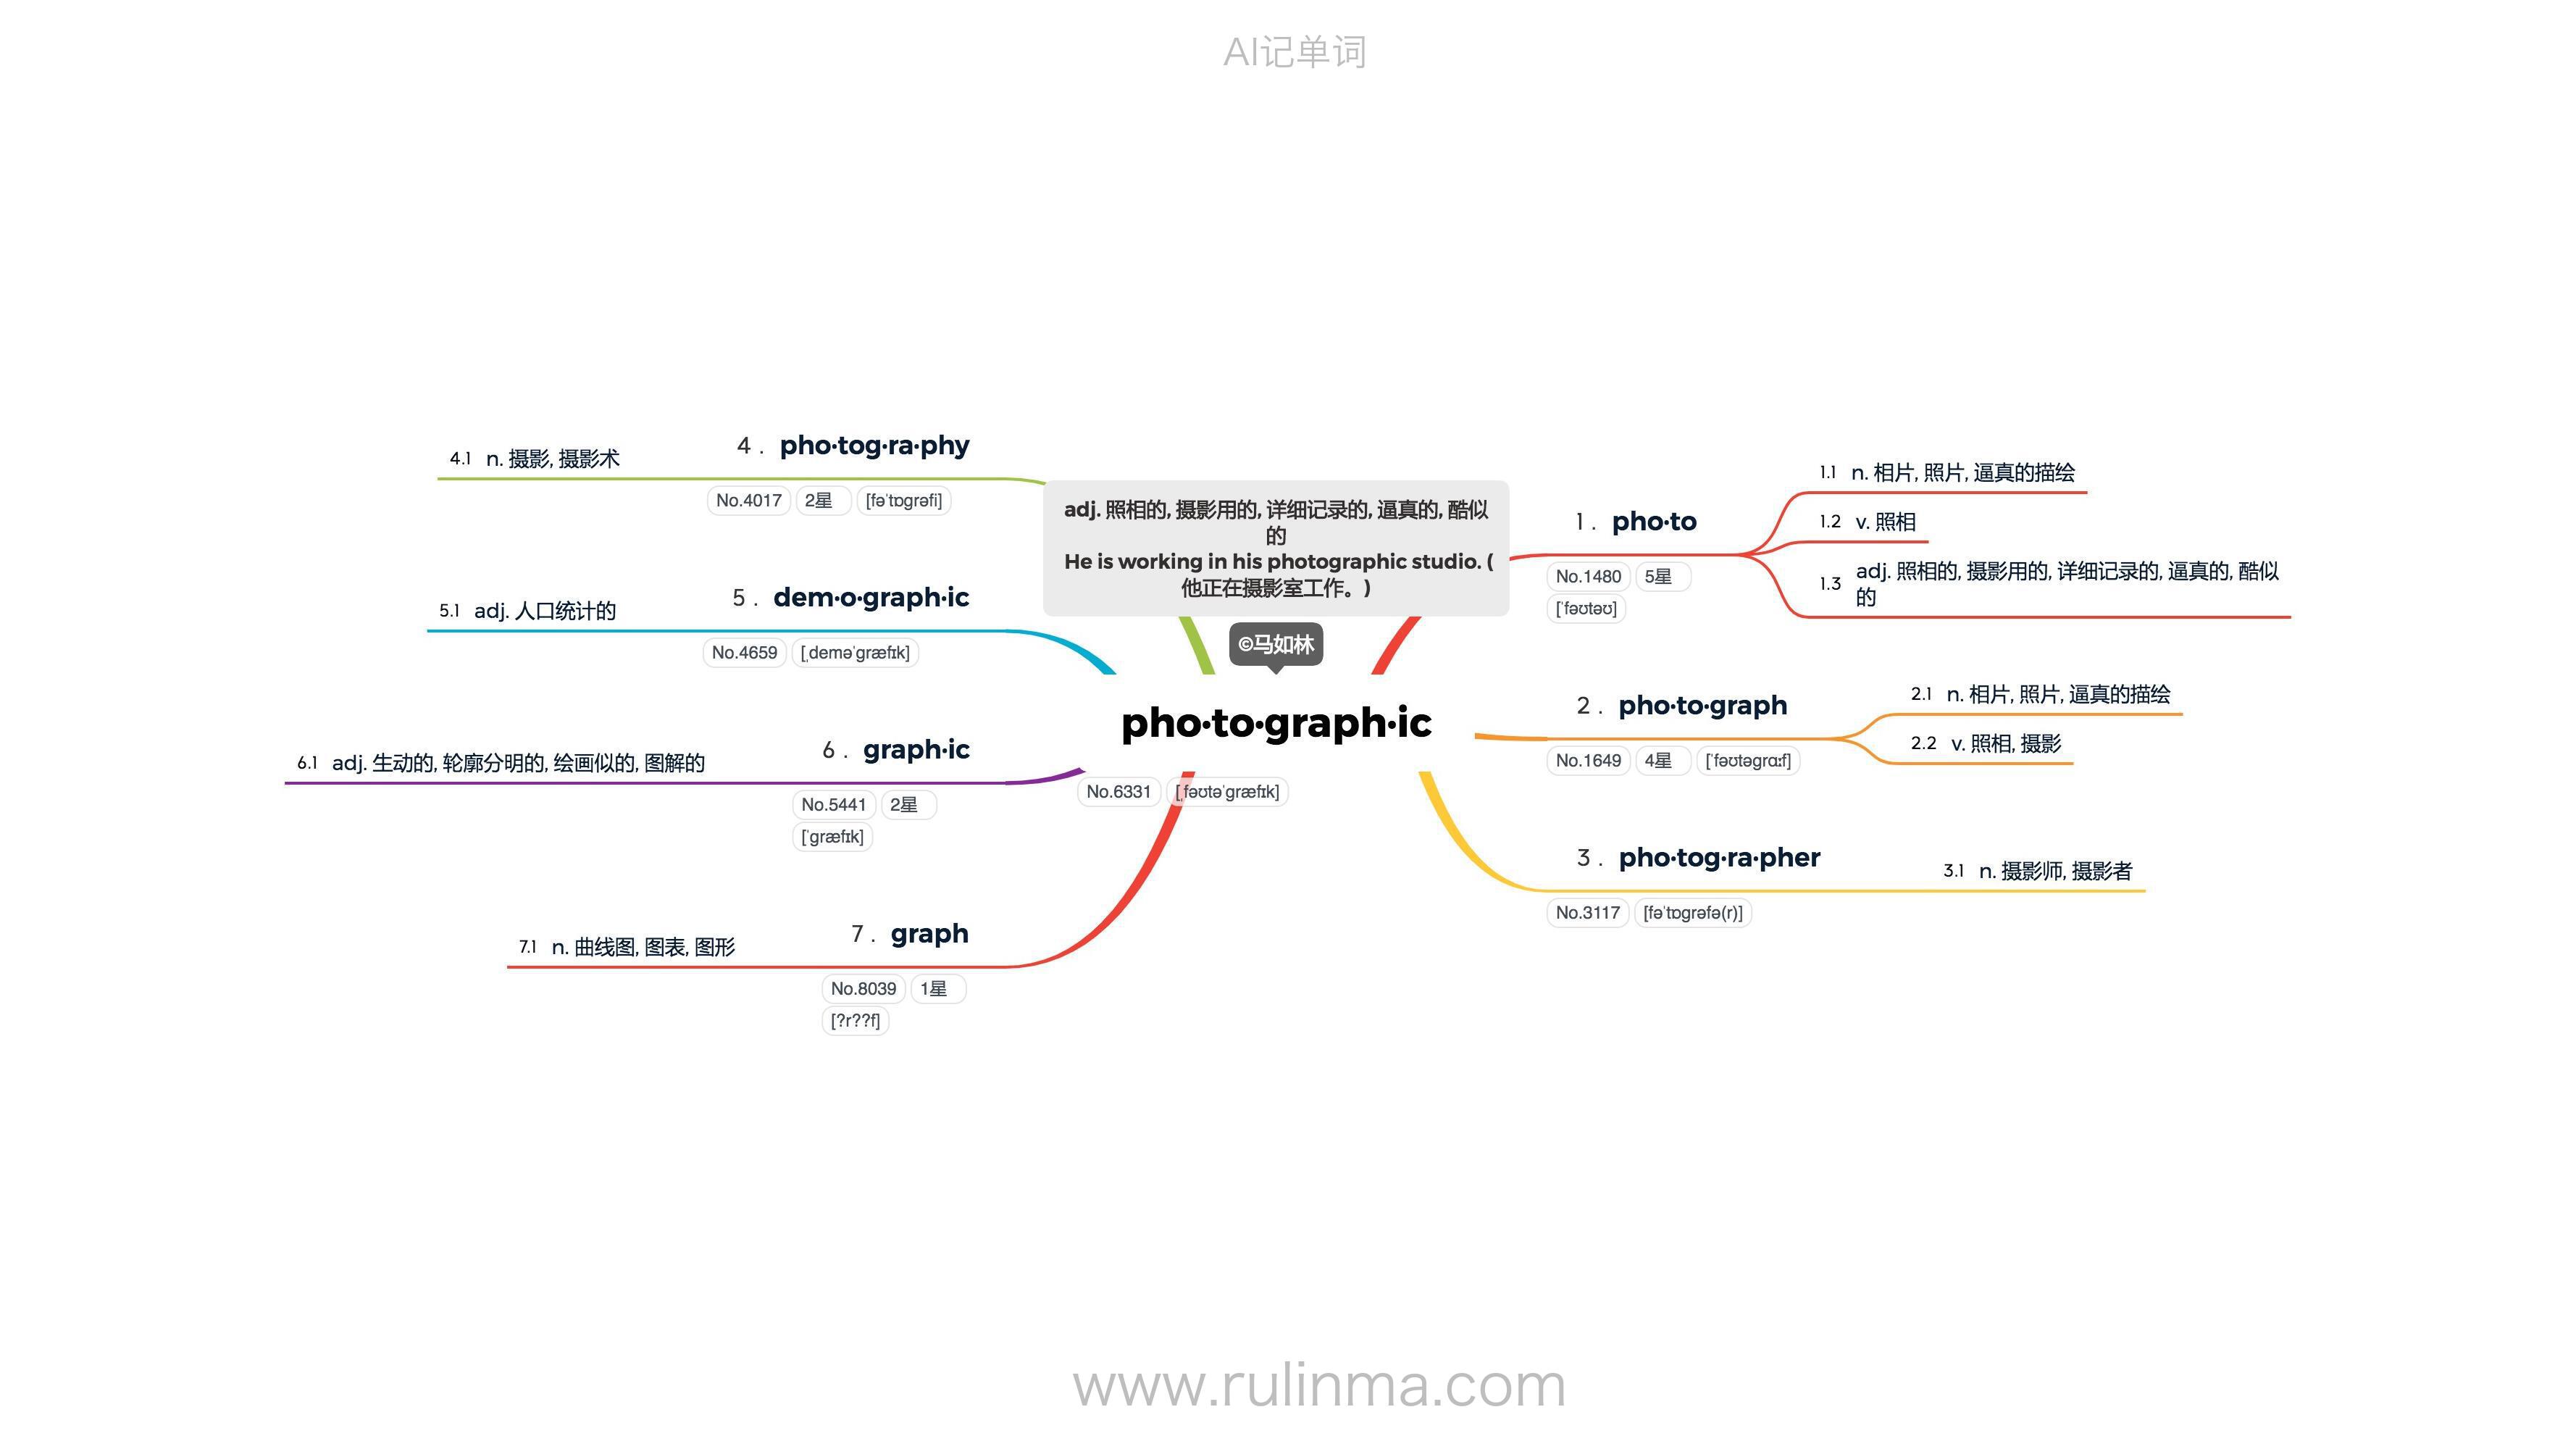 AI记单词
adj. 照相的, 摄影用的, 详细记录的, 逼真的, 酷似
的
He is working in his photographic studio. (
他正在摄影室工作。)
©马如林
pho·to·graph·ic
No.6331 [ˌfəʊtəˈɡræfɪk]
1. pho·to
No.1480 5星
[ˈfəʊtəʊ]
1.1 n. 相片, 照片, 逼真的描绘
1.2 v. 照相
1.3 adj. 照相的, 摄影用的, 详细记录的, 逼真的, 酷似
的
2. pho·to·graph
No.1649 4星 [ˈfəʊtəɡrɑːf]
2.1 n. 相片, 照片, 逼真的描绘
2.2 v. 照相, 摄影
3. pho·tog·ra·pher
No.3117 [fəˈtɒɡrəfə(r)]
3.1 n. 摄影师, 摄影者
4. pho·tog·ra·phy
No.4017 2星 [fəˈtɒɡrəfi]
4.1 n. 摄影, 摄影术
5. dem·o·graph·ic
No.4659 [ˌdeməˈɡræfɪk]
5.1 adj. 人口统计的
6. graph·ic
No.5441 2星
[ˈɡræfɪk]
6.1 adj. 生动的, 轮廓分明的, 绘画似的, 图解的
7. graph
No.8039 1星
[?r??f]
7.1 n. 曲线图, 图表, 图形
www.rulinma.com